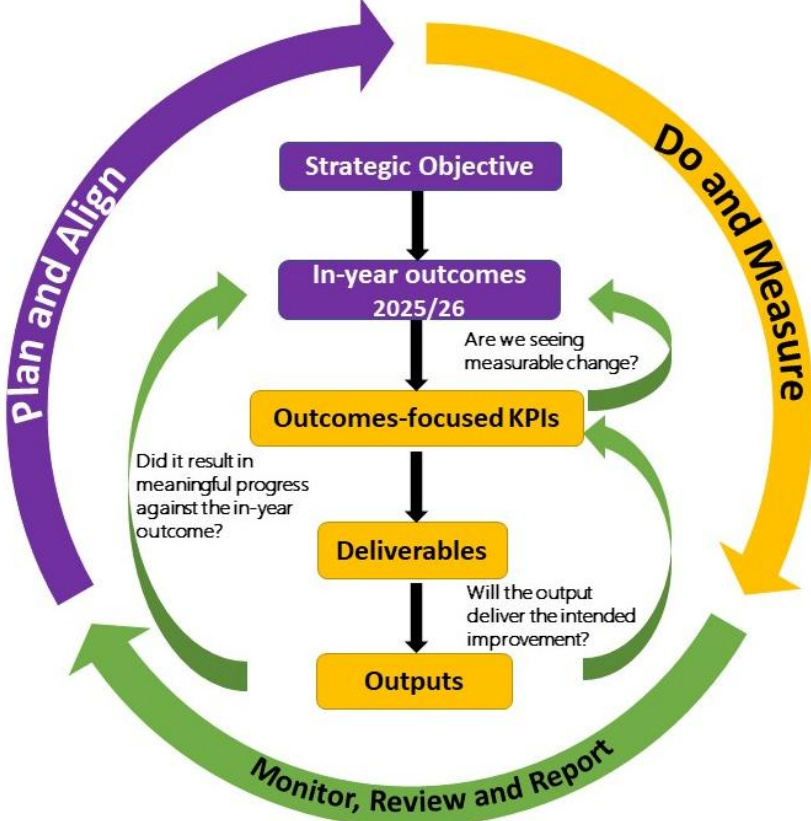 Plan and Align
Do and Measure
Strategic Objective
In-year outcomes
2025/26
Are we seeing
measurable change?
Outcomes-focused KPIs
Did it result in
meaningful progress
against the in-year
outcome?
Deliverables
Will the output
deliver the intended
improvement?
Outputs
Monitor, Review and Report